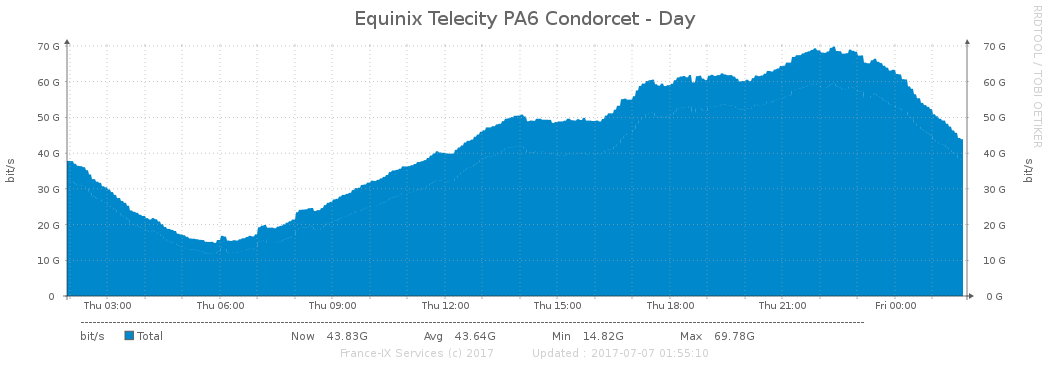 Equinix Telecity PA6 Condorcet - Day
RRDTOOL / TOBI OETIKER
bit/s
bit/s
70 G 70 G
60 G 60 G
50 G 50 G
40 G 40 G
30 G 30 G
20 G 20 G
10 G 10 G
0 0 G
Thu 03:00 Thu 06:00 Thu 09:00 Thu 12:00 Thu 15:00 Thu 18:00 Thu 21:00 Fri 00:00
bit/s Total Now 43.83G Avg 43.64G Min 14.82G Max 69.78G
France-IX Services (c) 2017 Updated : 2017-07-07 01:55:10